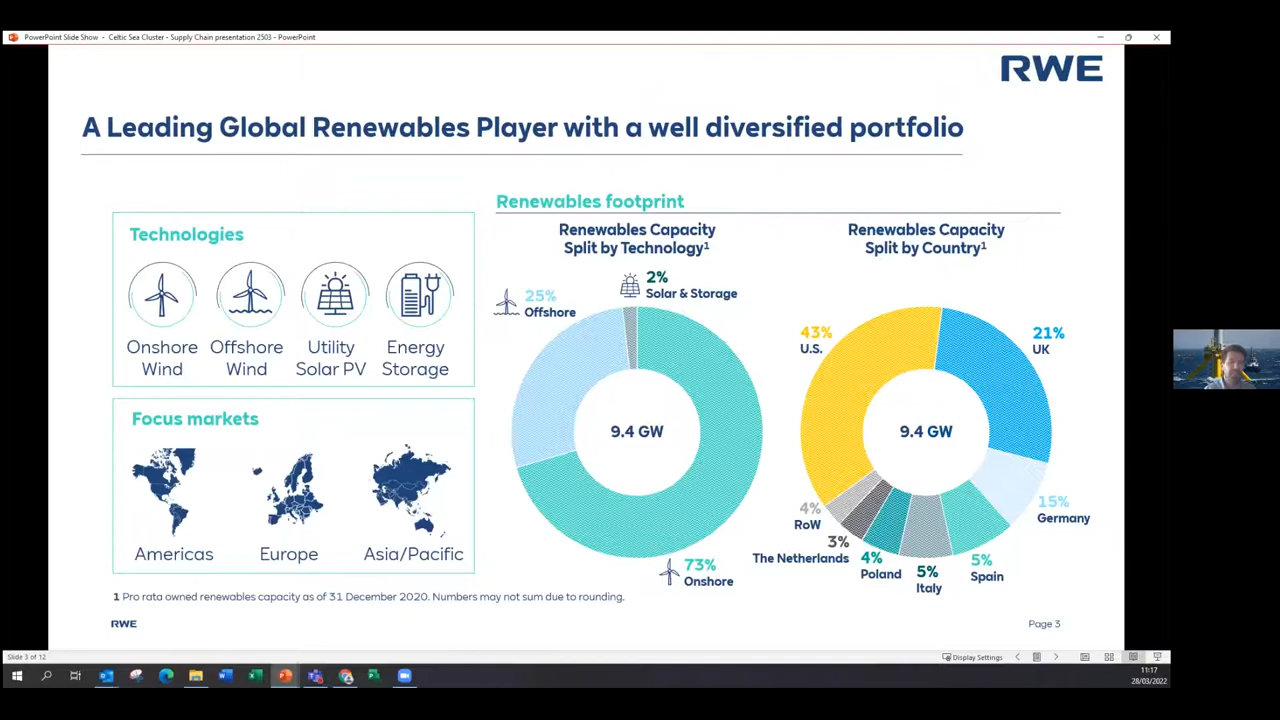 PowerPoint Slide Show - Celtic Sea Cluster - Supply Chain presentation 2503 - PowerPoint
RWE
A Leading Global Renewables Player with a well diversified portfolio
Technologies
Onshore Wind
Offshore Wind
Utility Solar PV
Energy Storage
Focus markets
Americas
Europe
Asia/Pacific
Renewables footprint
Renewables Capacity
Split by Technology¹
2%
Solar & Storage
25%
Offshore
9.4 GW
73%
Onshore
Renewables Capacity
Split by Country¹
43%
U.S.
21%
UK
9.4 GW
15%
Germany
4%
RoW
3%
The Netherlands
4%
Poland
5%
Italy
5%
Spain
1 Pro rata owned renewables capacity as of 31 December 2020. Numbers may not sum due to rounding.
RWE
Page 3
Slide 3 of 12
Display Settings
11:17
28/03/2022